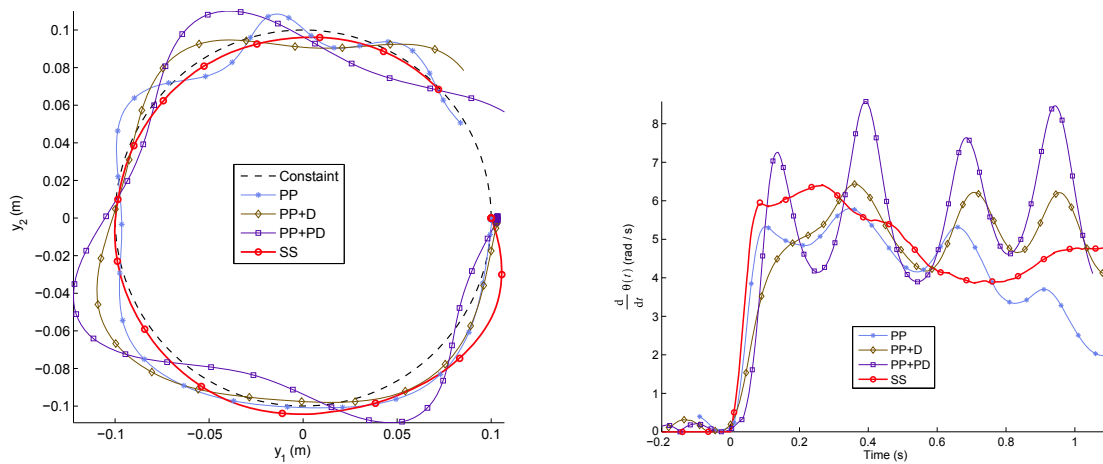 0.1
0.08
0.06
0.04
0.02
0
−0.02
−0.04
−0.06
−0.08
−0.1
y2 (m)
Constaint
PP
PP+D
PP+PD
SS
−0.1
−0.05
0
0.05
0.1
y1 (m)
8
7
6
5
4
3
2
1
0
d/dt θ(t) (rad / s)
PP
PP+D
PP+PD
SS
−0.2
0
0.2
0.4
0.6
0.8
1
Time (s)